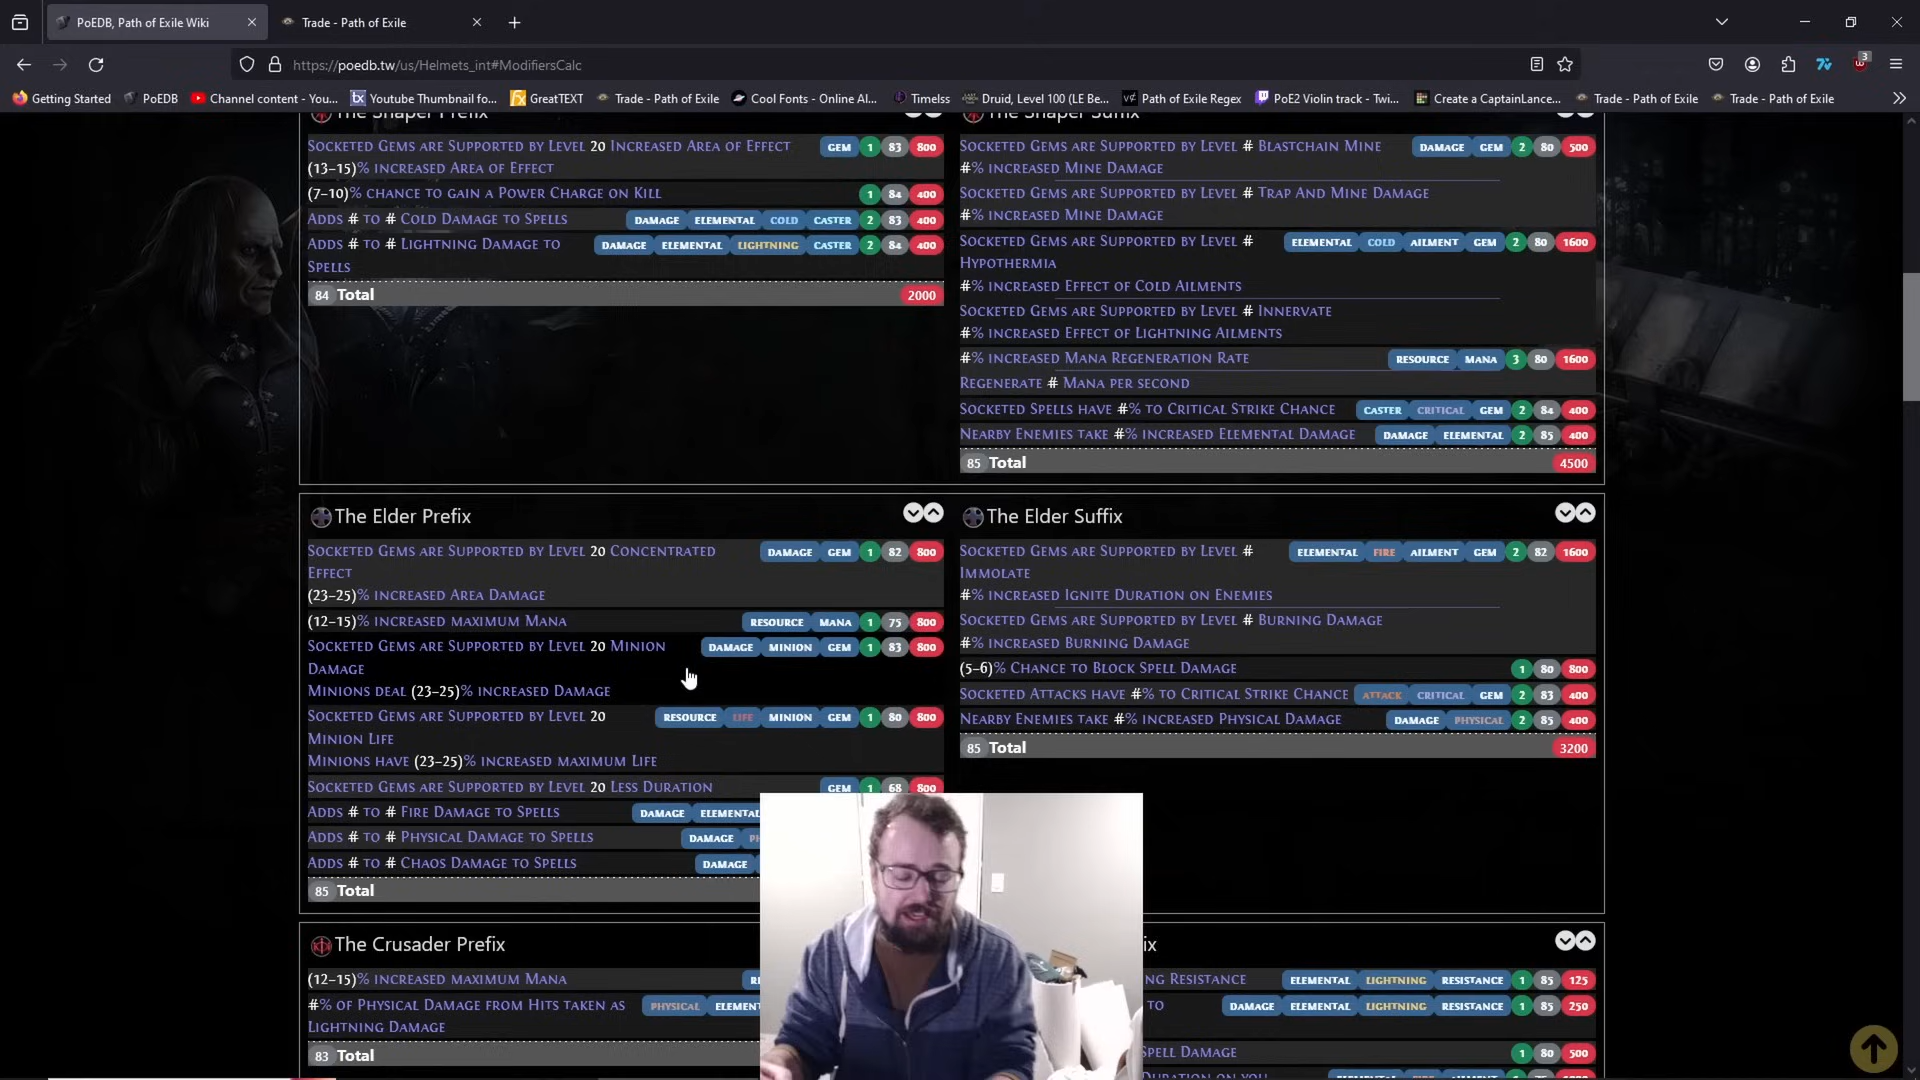 PoEDB, Path of Exile Wiki
Trade - Path of Exile
https://poedb.tw/us/Helmets_int#ModifiersCalc
3
Getting Started
PoEDB
Channel content - You...
Youtube Thumbnail fo...
GreatTEXT
Trade - Path of Exile
Cool Fonts - Online Al...
Timelss
Druid, Level 100 (LE Be...
Path of Exile Regex
PoE2 Violin track - Twi...
Create a CaptainLance...
Trade - Path of Exile
Trade - Path of Exile
The Shaper Prefix
Socketed Gems are Supported by Level 20 Increased Area of Effect GEM 1 83 800
(13–15)% increased Area of Effect
(7–10)% chance to gain a Power Charge on Kill 1 84 400
Adds # to # Cold Damage to Spells DAMAGE ELEMENTAL COLD CASTER 2 83 400
Adds # to # Lightning Damage to DAMAGE ELEMENTAL LIGHTNING CASTER 2 84 400
Spells
84 Total 2000
The Shaper Suffix
Socketed Gems are Supported by Level # Blastchain Mine DAMAGE GEM 2 80 500
#% increased Mine Damage
Socketed Gems are Supported by Level # Trap And Mine Damage
#% increased Mine Damage
Socketed Gems are Supported by Level # ELEMENTAL COLD AILMENT GEM 2 80 1600
Hypothermia
#% increased Effect of Cold Ailments
Socketed Gems are Supported by Level # Innervate
#% increased Effect of Lightning Ailments
#% increased Mana Regeneration Rate RESOURCE MANA 3 80 1600
Regenerate # Mana per second
Socketed Spells have #% to Critical Strike Chance CASTER CRITICAL GEM 2 84 400
Nearby Enemies take #% increased Elemental Damage DAMAGE ELEMENTAL 2 85 400
85 Total 4500
The Elder Prefix
Socketed Gems are Supported by Level 20 Concentrated DAMAGE GEM 1 82 800
Effect
(23–25)% increased Area Damage
(12–15)% increased maximum Mana RESOURCE MANA 1 75 800
Socketed Gems are Supported by Level 20 Minion DAMAGE MINION GEM 1 83 800
Damage
Minions deal (23–25)% increased Damage
Socketed Gems are Supported by Level 20 RESOURCE LIFE MINION GEM 1 80 800
Minion Life
Minions have (23–25)% increased maximum Life
Socketed Gems are Supported by Level 20 Less Duration GEM 1 68 800
Adds # to # Fire Damage to Spells DAMAGE ELEMENTAL
Adds # to # Physical Damage to Spells DAMAGE
Adds # to # Chaos Damage to Spells DAMAGE
85 Total
The Elder Suffix
Socketed Gems are Supported by Level # ELEMENTAL FIRE AILMENT GEM 2 82 1600
Immolate
#% increased Ignite Duration on Enemies
Socketed Gems are Supported by Level # Burning Damage
#% increased Burning Damage
(5–6)% Chance to Block Spell Damage 1 80 800
Socketed Attacks have #% to Critical Strike Chance ATTACK CRITICAL GEM 2 83 400
Nearby Enemies take #% increased Physical Damage DAMAGE PHYSICAL 2 85 400
85 Total 3200
The Crusader Prefix
(12–15)% increased maximum Mana
#% of Physical Damage from Hits taken as PHYSICAL
Lightning Damage
83 Total
ix
ng Resistance ELEMENTAL LIGHTNING RESISTANCE 1 85 125
to DAMAGE ELEMENTAL LIGHTNING RESISTANCE 1 85 250
Spell Damage 1 80 500